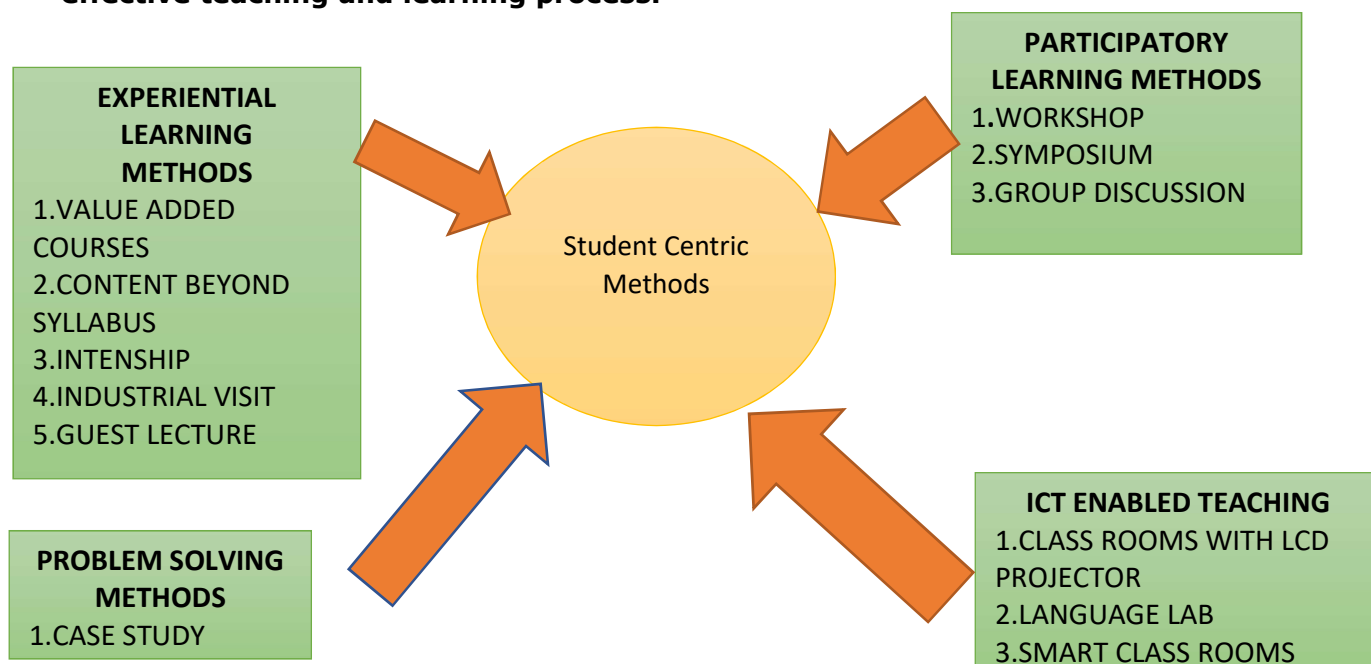 effective teaching and learning process.
EXPERIENTIAL
LEARNING
METHODS
1.VALUE ADDED
COURSES
2.CONTENT BEYOND
SYLLABUS
3.INTENSHIP
4.INDUSTRIAL VISIT
5.GUEST LECTURE
PARTICIPATORY
LEARNING METHODS
1.WORKSHOP
2.SYMPOSIUM
3.GROUP DISCUSSION
Student Centric
Methods
PROBLEM SOLVING
METHODS
1.CASE STUDY
ICT ENABLED TEACHING
1.CLASS ROOMS WITH LCD
PROJECTOR
2.LANGUAGE LAB
3.SMART CLASS ROOMS